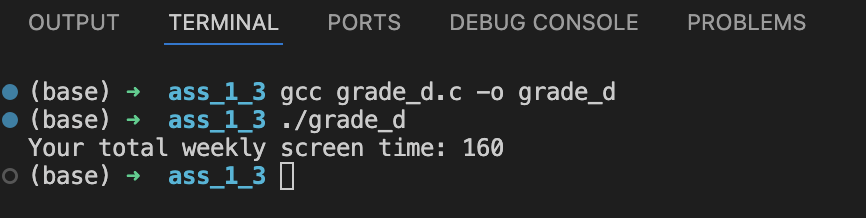 OUTPUT TERMINAL PORTS DEBUG CONSOLE PROBLEMS
(base) → ass_1_3 gcc grade_d.c -o grade_d
(base) → ass_1_3 ./grade_d
Your total weekly screen time: 160
(base) → ass_1_3